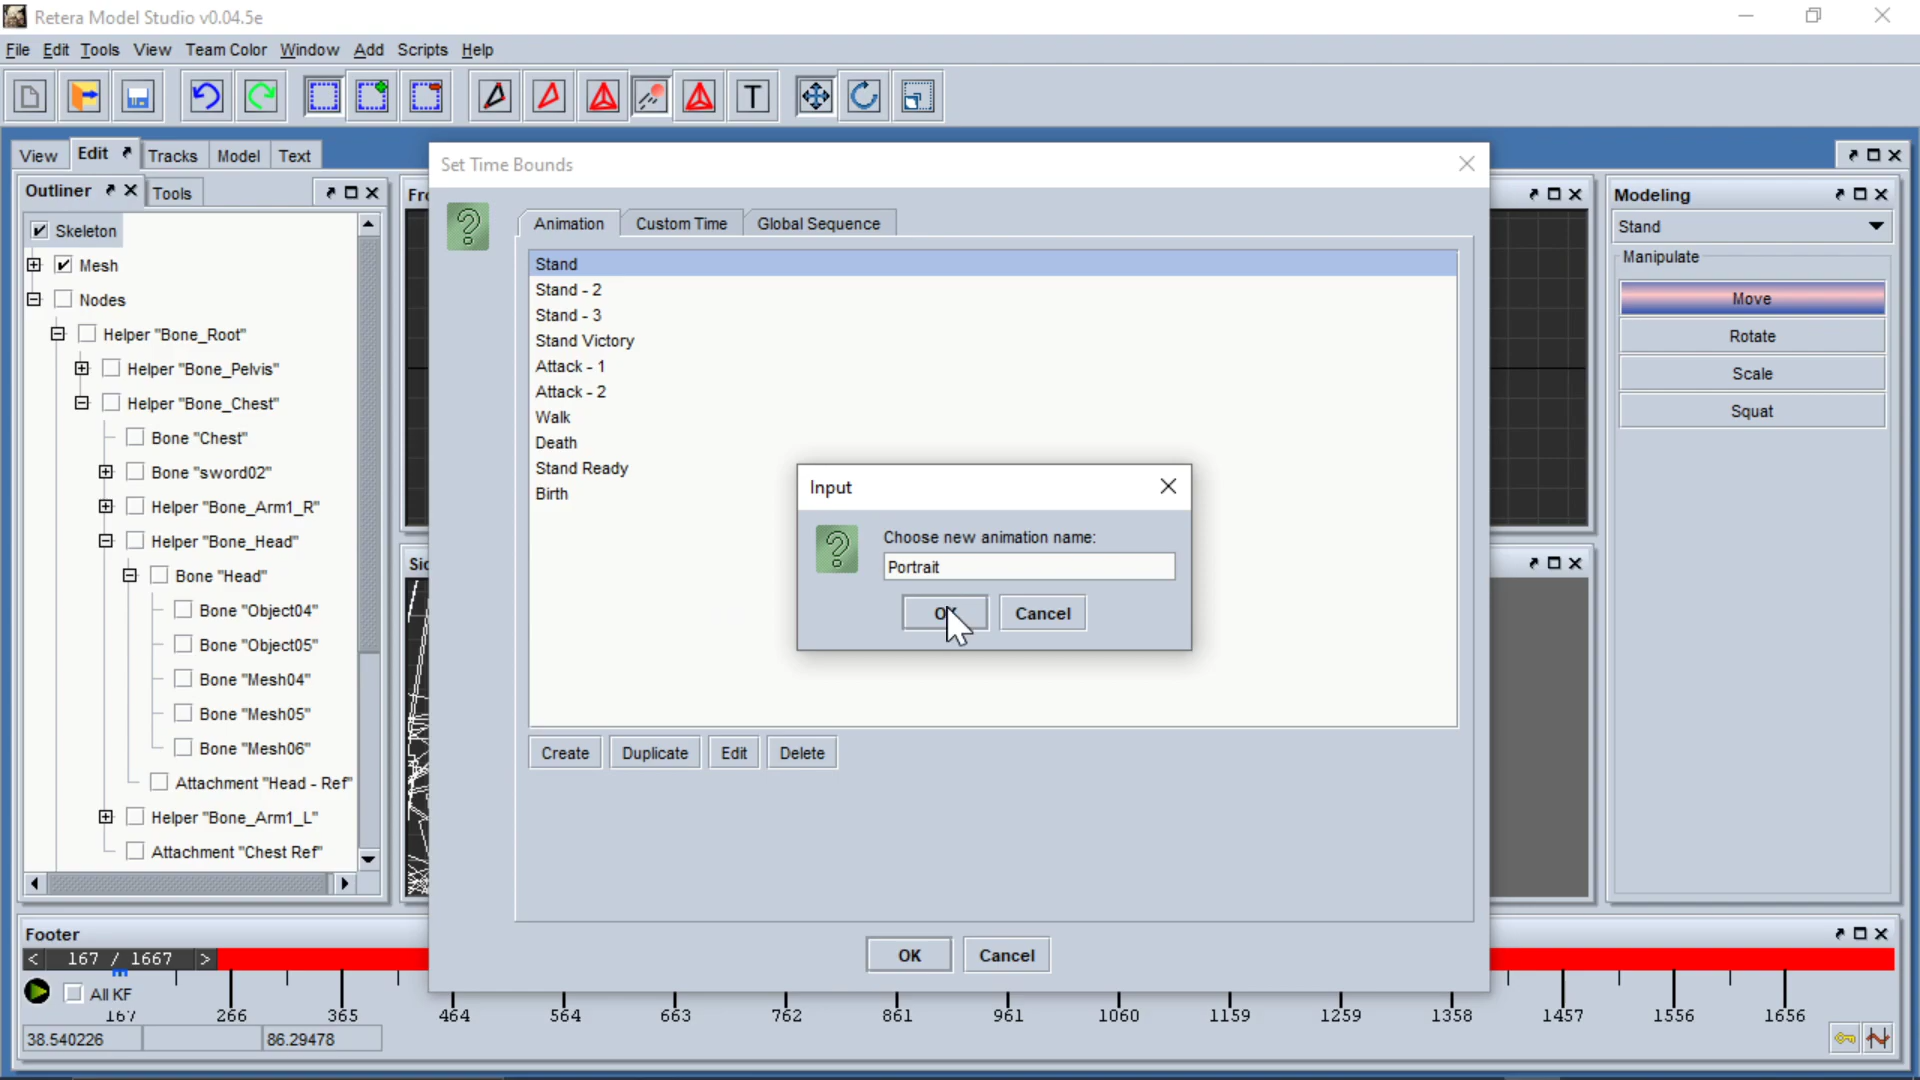 Retera Model Studio v0.04.5e
File Edit Tools View Team Color Window Add Scripts Help
T
View Edit Tracks Model Text
Outliner Tools
Skeleton
Mesh
Nodes
Helper "Bone_Root"
Helper "Bone_Pelvis"
Helper "Bone_Chest"
Bone "Chest"
Bone "sword02"
Helper "Bone_Arm1_R"
Helper "Bone_Head"
Bone "Head"
Bone "Object04"
Bone "Object05"
Bone "Mesh04"
Bone "Mesh05"
Bone "Mesh06"
Attachment "Head - Ref"
Helper "Bone_Arm1_L"
Attachment "Chest Ref"
Set Time Bounds
Animation Custom Time Global Sequence
Stand
Stand - 2
Stand - 3
Stand Victory
Attack - 1
Attack - 2
Walk
Death
Stand Ready
Birth
Input
Choose new animation name:
Portrait
OK Cancel
Create Duplicate Edit Delete
OK Cancel
Modeling
Stand
Manipulate
Move
Rotate
Scale
Squat
Footer
< 167 / 1667 >
All KF
167 266 365 464 564 663 762 861 961 1060 1159 1259 1358 1457 1556 1656
38.540226 86.29478